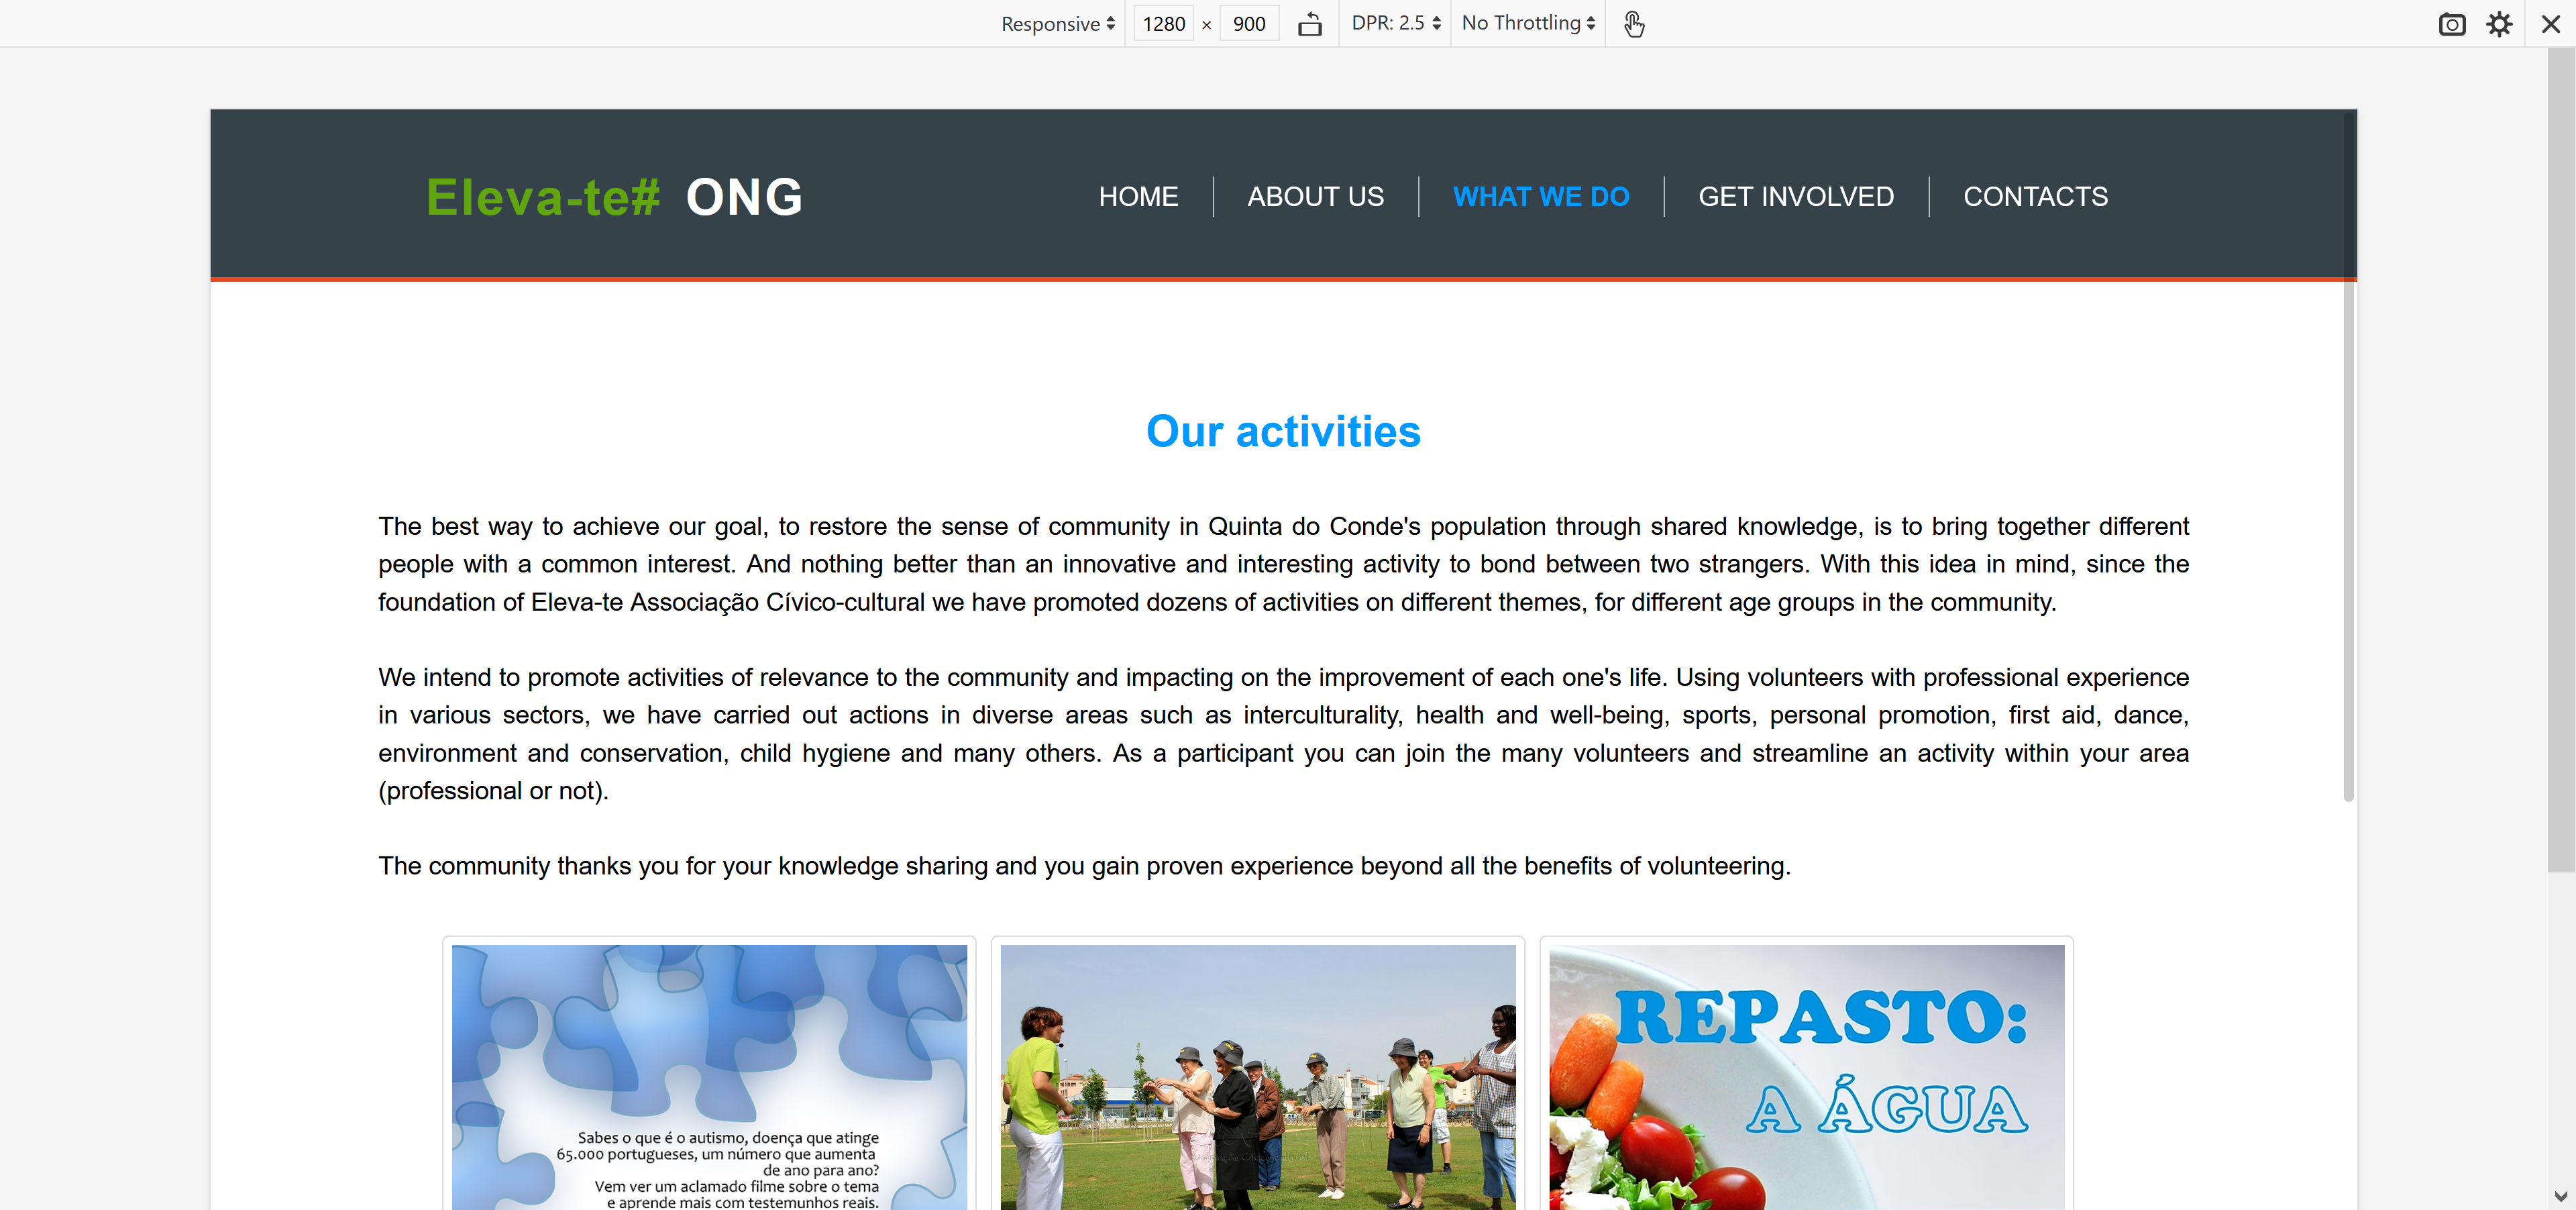 Responsive 1280 × 900 DPR: 2.5 No Throttling
Eleva-te# ONG HOME ABOUT US WHAT WE DO GET INVOLVED CONTACTS
Our activities
The best way to achieve our goal, to restore the sense of community in Quinta do Conde's population through shared knowledge, is to bring together different
people with a common interest. And nothing better than an innovative and interesting activity to bond between two strangers. With this idea in mind, since the
foundation of Eleva-te Associação Cívico-cultural we have promoted dozens of activities on different themes, for different age groups in the community.
We intend to promote activities of relevance to the community and impacting on the improvement of each one's life. Using volunteers with professional experience
in various sectors, we have carried out actions in diverse areas such as interculturality, health and well-being, sports, personal promotion, first aid, dance,
environment and conservation, child hygiene and many others. As a participant you can join the many volunteers and streamline an activity within your area
(professional or not).
The community thanks you for your knowledge sharing and you gain proven experience beyond all the benefits of volunteering.
Sabes o que é o autismo, doença que atinge
65.000 portugueses, um número que aumenta
de ano para ano?
Vem ver um aclamado filme sobre o tema
e aprende mais com testemunhos reais.
REPASTO:
A ÁGUA